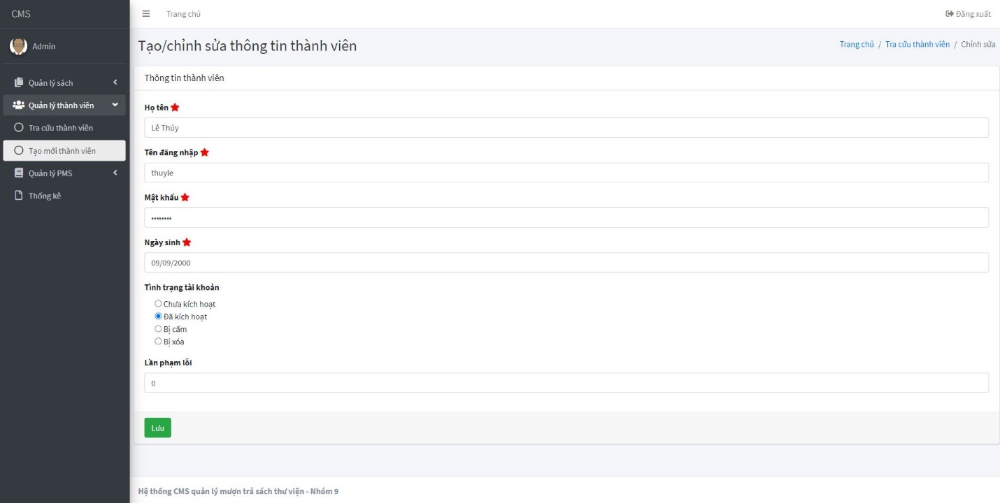 CMS
Trang chủ
Đăng xuất
Admin
Tạo/chỉnh sửa thông tin thành viên
Trang chủ / Tra cứu thành viên / Chỉnh sửa
Quản lý sách
Quản lý thành viên
Tra cứu thành viên
Tạo mới thành viên
Quản lý PMS
Thống kê
Thông tin thành viên
Họ tên
Lê Thúy
Tên đăng nhập
thuyle
Mật khẩu
••••••••
Ngày sinh
09/09/2000
Tình trạng tài khoản
Chưa kích hoạt
Đã kích hoạt
Bị cấm
Bị xóa
Lần phạm lỗi
0
Lưu
Hệ thống CMS quản lý mượn trả sách thư viện - Nhóm 9